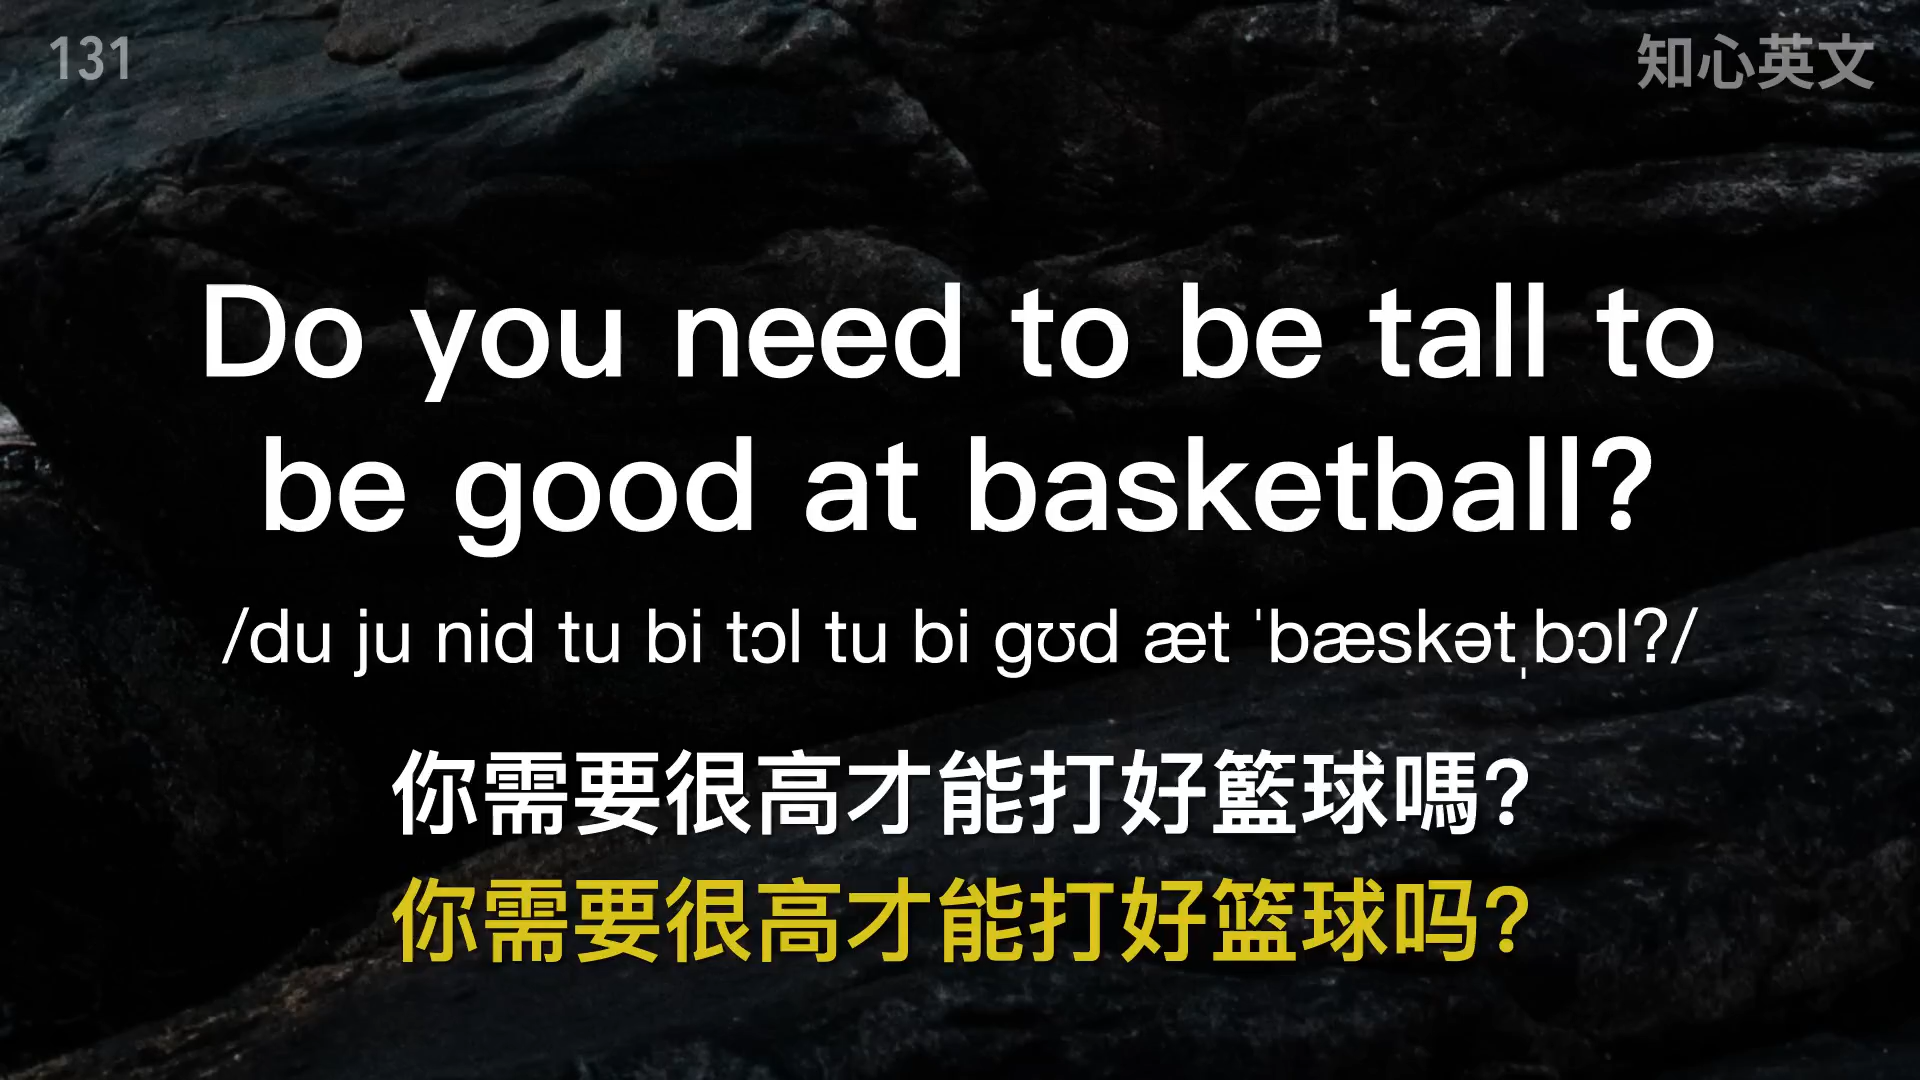 131
知心英文
Do you need to be tall to
be good at basketball?
/du ju nid tu bi tɔl tu bi gʊd æt ˈbæskətˌbɔl?/
你需要很高才能打好籃球嗎?
你需要很高才能打好篮球吗?